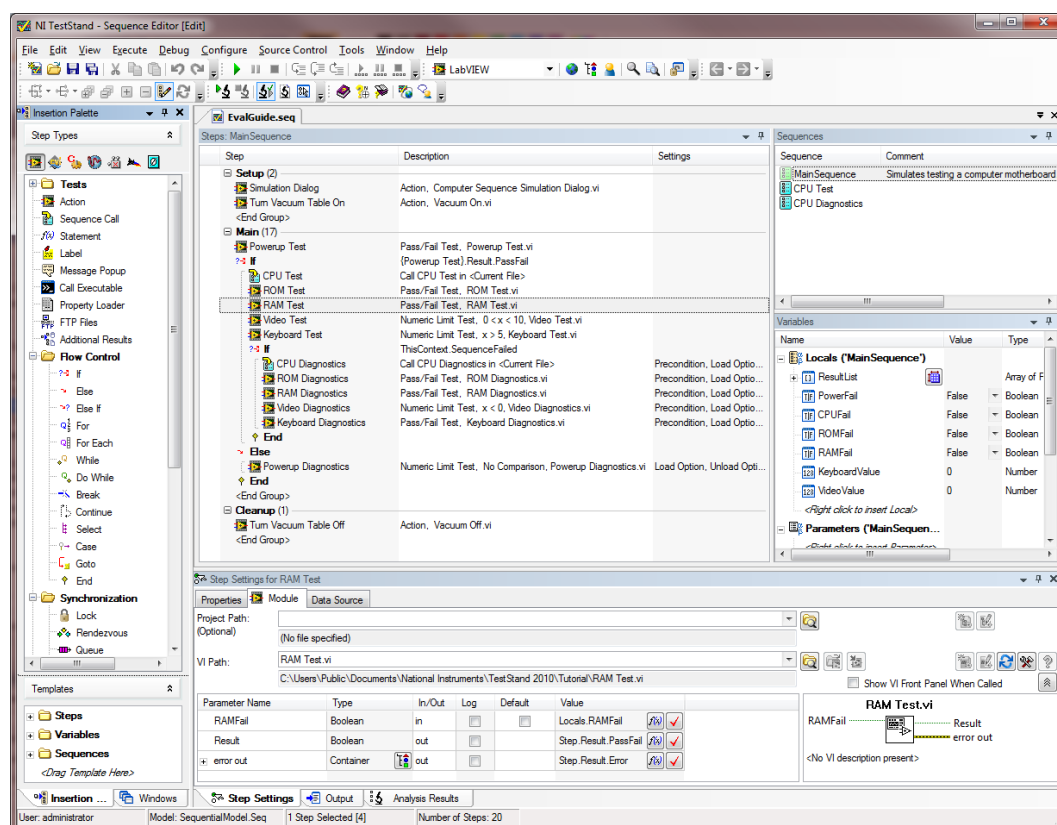 NI TestStand - Sequence Editor [Edit]
File Edit View Execute Debug Configure Source Control Tools Window Help
LabVIEW
Insertion Palette
Step Types
Tests
Action
Sequence Call
Statement
Label
Message Popup
Call Executable
Property Loader
FTP Files
Additional Results
Flow Control
If
Else
Else If
For
For Each
While
Do While
Break
Continue
Select
Case
Goto
End
Synchronization
Lock
Rendezvous
Queue
Templates
Steps
Variables
Sequences
<Drag Template Here>
Insertion ... Windows
EvalGuide.seq
Steps: MainSequence
Step Description Settings
Setup (2)
Simulation Dialog Action, Computer Sequence Simulation Dialog.vi
Turn Vacuum Table On Action, Vacuum On.vi
<End Group>
Main (17)
Powerup Test Pass/Fail Test, Powerup Test.vi
If {Powerup Test}.Result.PassFail
CPU Test Call CPU Test in <Current File>
ROM Test Pass/Fail Test, ROM Test.vi
RAM Test Pass/Fail Test, RAM Test.vi
Video Test Numeric Limit Test, 0 < x < 10, Video Test.vi
Keyboard Test Numeric Limit Test, x > 5, Keyboard Test.vi
If ThisContext.SequenceFailed
CPU Diagnostics Call CPU Diagnostics in <Current File> Precondition, Load Optio...
ROM Diagnostics Pass/Fail Test, ROM Diagnostics.vi Precondition, Load Optio...
RAM Diagnostics Pass/Fail Test, RAM Diagnostics.vi Precondition, Load Optio...
Video Diagnostics Numeric Limit Test, x < 0, Video Diagnostics.vi Precondition, Load Optio...
Keyboard Diagnostics Pass/Fail Test, Keyboard Diagnostics.vi Precondition, Load Optio...
End
Else
Powerup Diagnostics Numeric Limit Test, No Comparison, Powerup Diagnostics.vi Load Option, Unload Opti...
End
<End Group>
Cleanup (1)
Turn Vacuum Table Off Action, Vacuum Off.vi
<End Group>
Sequences
Sequence Comment
MainSequence Simulates testing a computer motherboard
CPU Test
CPU Diagnostics
Variables
Name Value Type
Locals ('MainSequence')
ResultList Array of F
PowerFail False Boolean
CPUFail False Boolean
ROMFail False Boolean
RAMFail False Boolean
KeyboardValue 0 Number
VideoValue 0 Number
<Right click to insert Local>
Parameters ('MainSequen...
<Right click to insert Parameter>
Step Settings for RAM Test
Properties Module Data Source
Project Path:
(Optional)
(No file specified)
VI Path: RAM Test.vi
C:\Users\Public\Documents\National Instruments\TestStand 2010\Tutorial\RAM Test.vi
Show VI Front Panel When Called
Parameter Name Type In/Out Log Default Value
RAMFail Boolean in Locals.RAMFail f(x)
Result Boolean out Step.Result.PassFail f(x)
error out Container out Step.Result.Error f(x)
RAM Test.vi
RAMFail Result
error out
<No VI description present>
Step Settings Output Analysis Results
User: administrator Model: SequentialModel.Seq 1 Step Selected [4] Number of Steps: 20